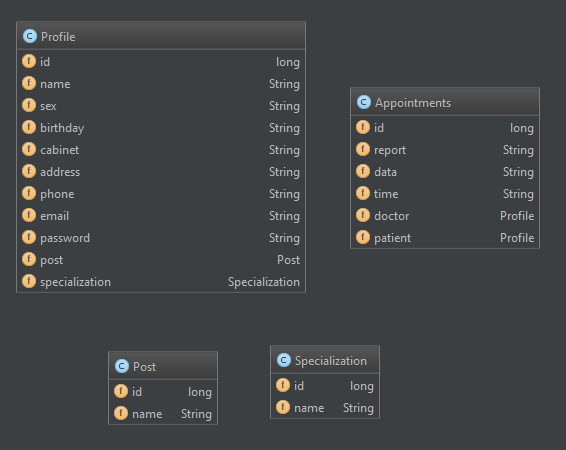 C Profile
f id long
f name String
f sex String
f birthday String
f cabinet String
f address String
f phone String
f email String
f password String
f post Post
f specialization Specialization
C Appointments
f id long
f report String
f data String
f time String
f doctor Profile
f patient Profile
C Post
f id long
f name String
C Specialization
f id long
f name String